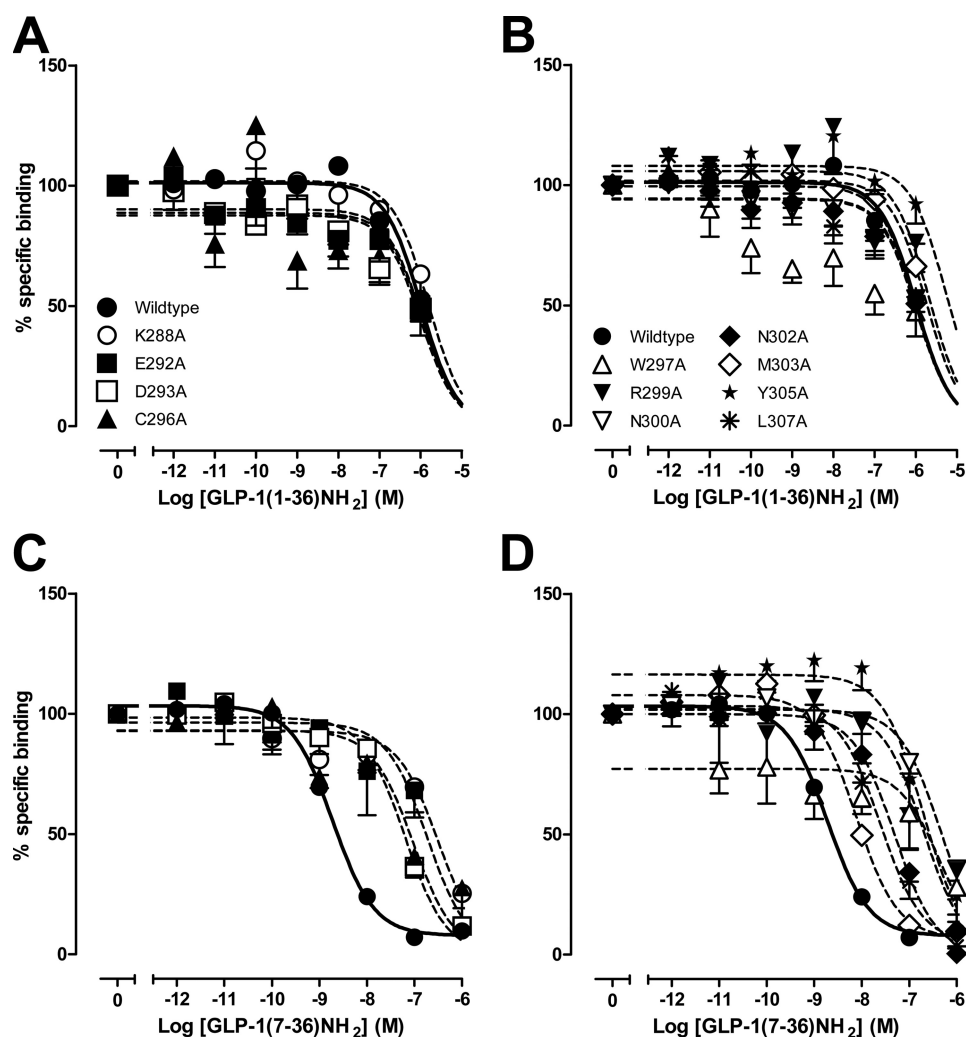 A
B
150
100
50
0
% specific binding
Wildtype
K288A
E292A
D293A
C296A
0 -12 -11 -10 -9 -8 -7 -6 -5
Log [GLP-1(1-36)NH2] (M)
150
100
50
0
% specific binding
Wildtype N302A
W297A M303A
R299A Y305A
N300A L307A
0 -12 -11 -10 -9 -8 -7 -6 -5
Log [GLP-1(1-36)NH2] (M)
C
D
150
100
50
0
% specific binding
0 -12 -11 -10 -9 -8 -7 -6
Log [GLP-1(7-36)NH2] (M)
150
100
50
0
% specific binding
0 -12 -11 -10 -9 -8 -7 -6
Log [GLP-1(7-36)NH2] (M)